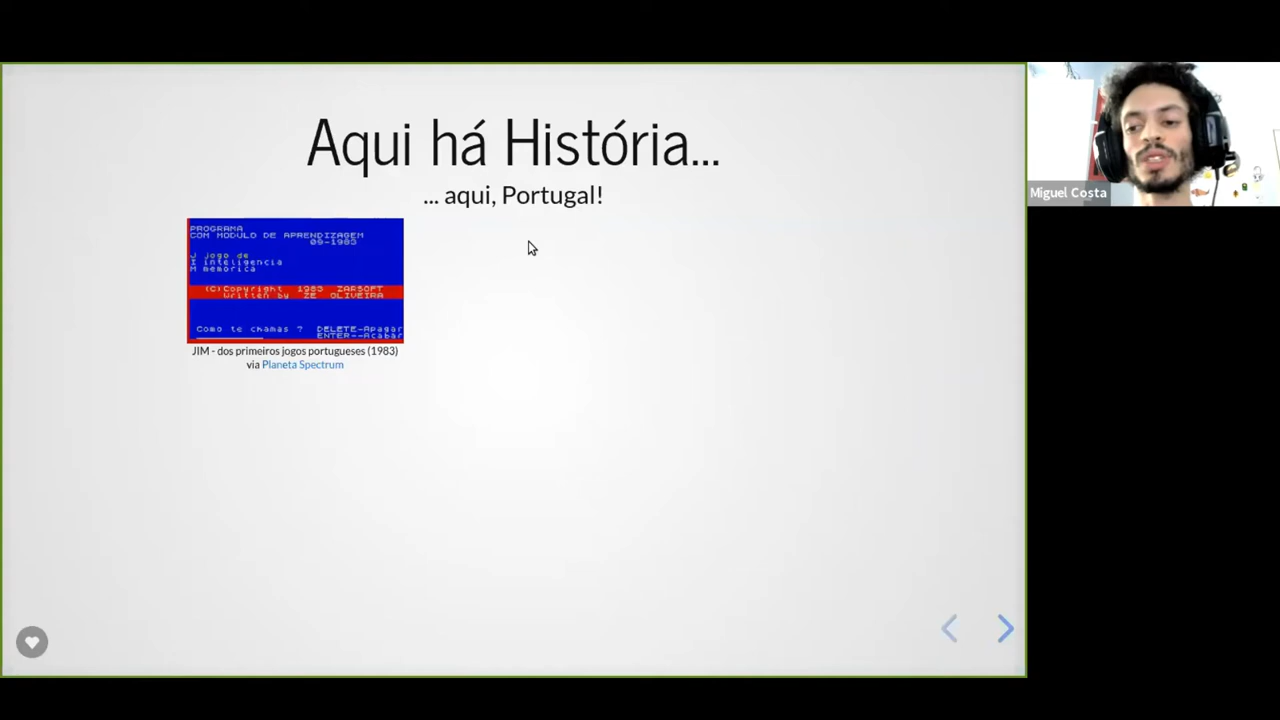 Aqui há História...
... aqui, Portugal!
PROGRAMA
COM MODULO DE APRENDIZAGEM
09-1983
J jogo de
I inteligencia
M memorica
(C)Copyright 1983 ZARSOFT
Written by ZE OLIVEIRA
Como te chamas ? DELETE-Apagar
ENTER--Acabar
JIM - dos primeiros jogos portugueses (1983)
via Planeta Spectrum
Miguel Costa